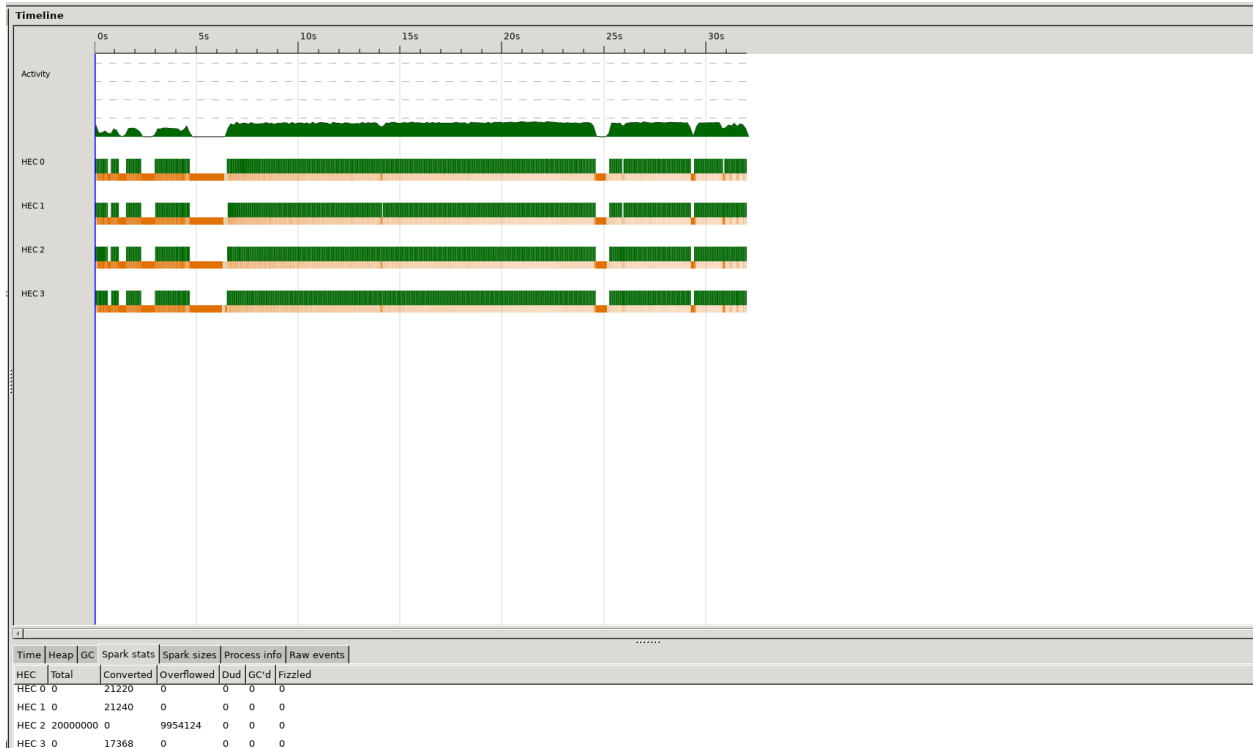 Timeline
0s 5s 10s 15s 20s 25s 30s
Activity
HEC 0
HEC 1
HEC 2
HEC 3
Time Heap GC Spark stats Spark sizes Process info Raw events
HEC Total Converted Overflowed Dud GC'd Fizzled
HEC 0 0 21220 0 0 0 0
HEC 1 0 21240 0 0 0 0
HEC 2 20000000 0 9954124 0 0 0
HEC 3 0 17368 0 0 0 0